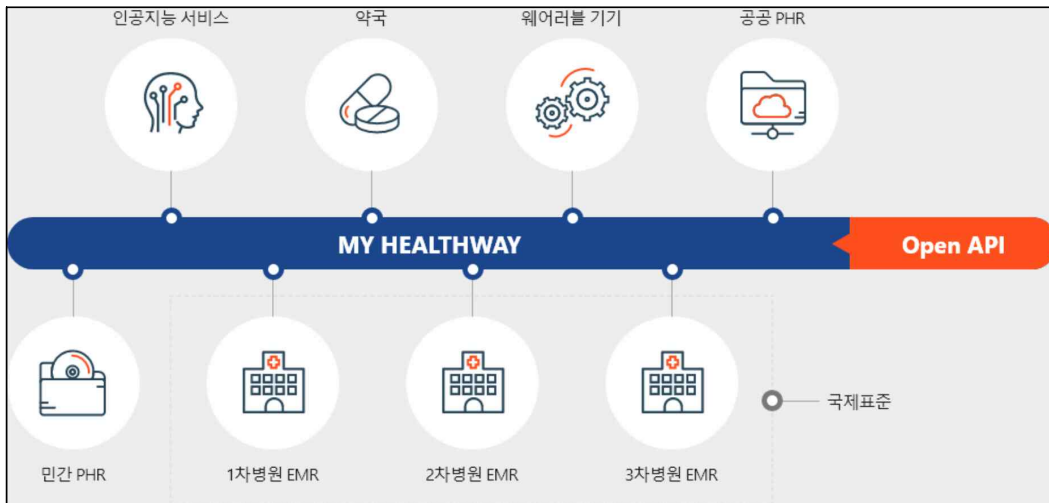 인공지능 서비스
약국
웨어러블 기기
공공 PHR
MY HEALTHWAY
Open API
국제표준
민간 PHR
1차병원 EMR
2차병원 EMR
3차병원 EMR